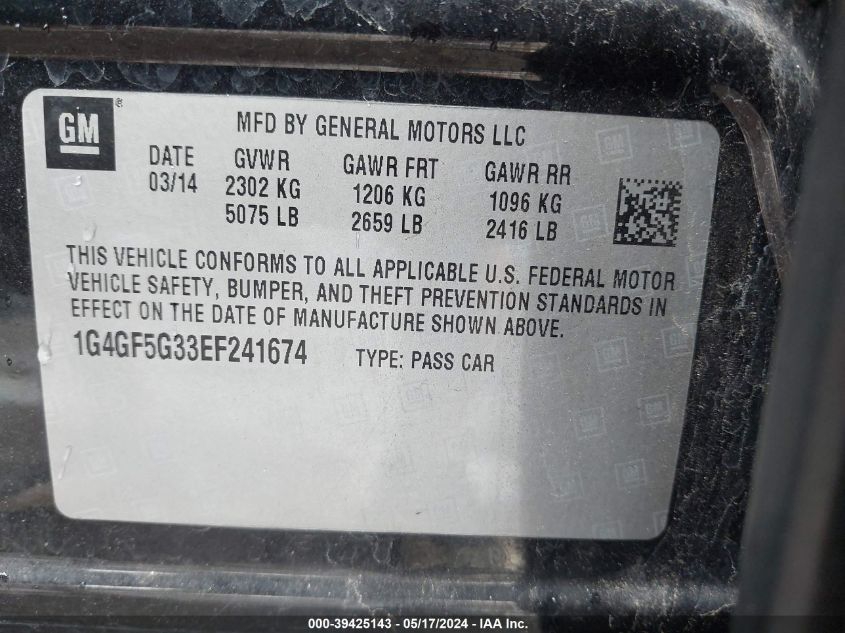 GM ®
MFD BY GENERAL MOTORS LLC
DATE GVWR GAWR FRT GAWR RR
03/14 2302 KG 1206 KG 1096 KG
5075 LB 2659 LB 2416 LB
THIS VEHICLE CONFORMS TO ALL APPLICABLE U.S. FEDERAL MOTOR
VEHICLE SAFETY, BUMPER, AND THEFT PREVENTION STANDARDS IN
EFFECT ON THE DATE OF MANUFACTURE SHOWN ABOVE.
1G4GF5G33EF241674 TYPE: PASS CAR
000-39425143 - 05/17/2024 - IAA Inc.